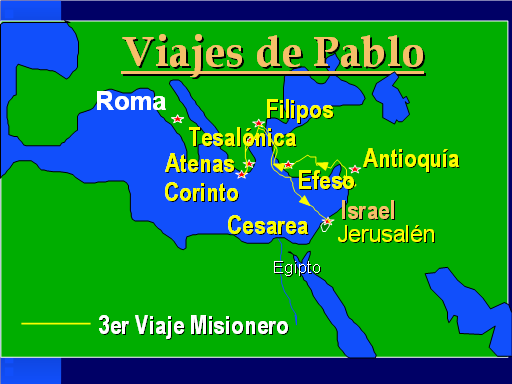 Viajes de Pablo
Roma
Filipos
Tesalónica
Atenas
Antioquía
Efeso
Corinto
Israel
Cesarea
Jerusalén
Egipto
3er Viaje Misionero